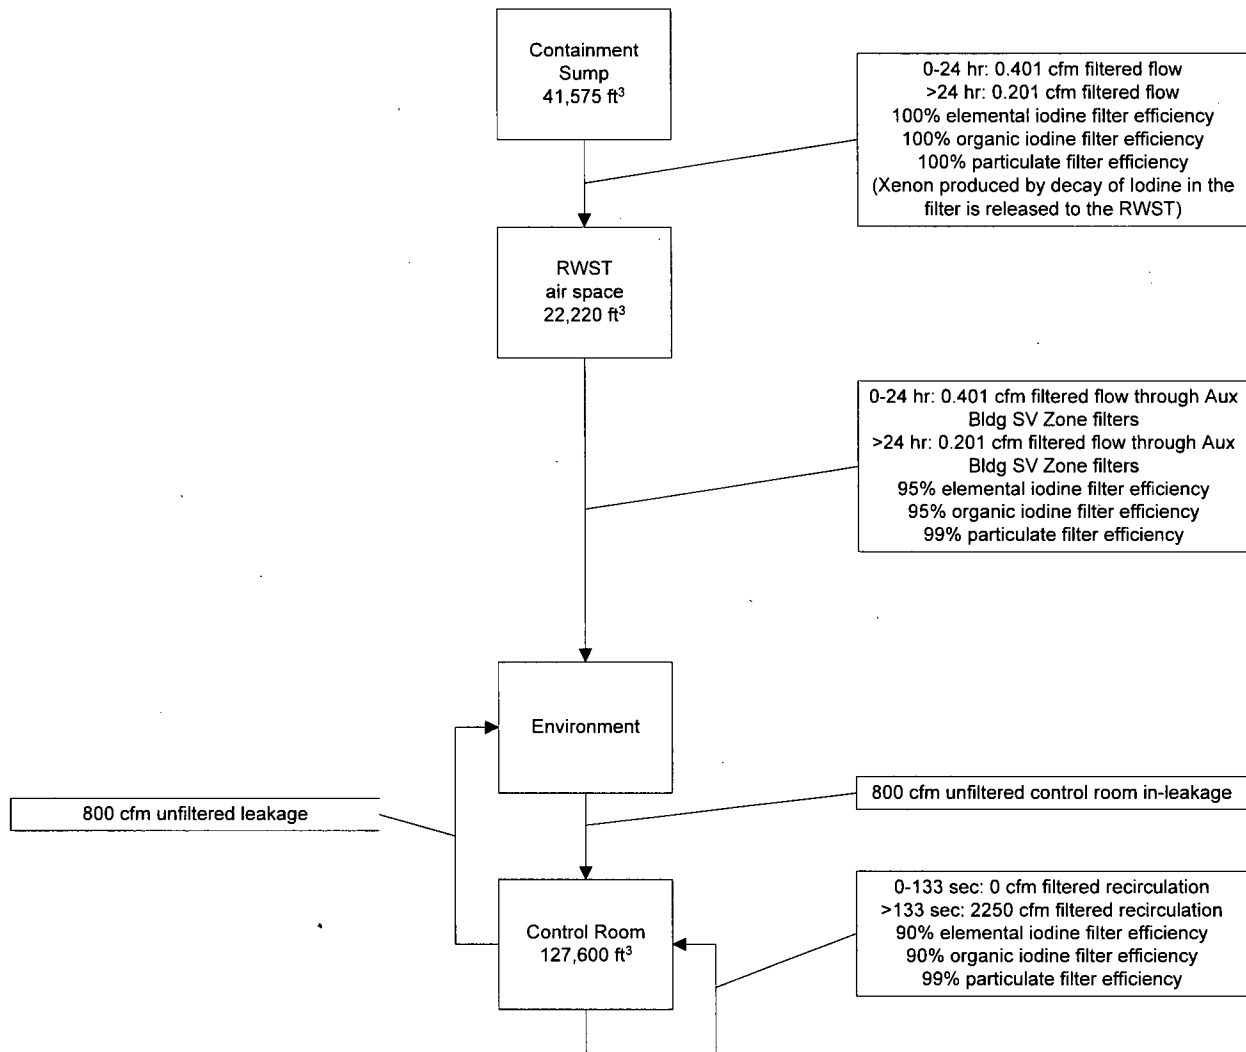 Containment
Sump
41,575 ft³
0-24 hr: 0.401 cfm filtered flow
>24 hr: 0.201 cfm filtered flow
100% elemental iodine filter efficiency
100% organic iodine filter efficiency
100% particulate filter efficiency
(Xenon produced by decay of Iodine in the
filter is released to the RWST)
RWST
air space
22,220 ft³
0-24 hr: 0.401 cfm filtered flow through Aux
Bldg SV Zone filters
>24 hr: 0.201 cfm filtered flow through Aux
Bldg SV Zone filters
95% elemental iodine filter efficiency
95% organic iodine filter efficiency
99% particulate filter efficiency
Environment
800 cfm unfiltered leakage
800 cfm unfiltered control room in-leakage
Control Room
127,600 ft³
0-133 sec: 0 cfm filtered recirculation
>133 sec: 2250 cfm filtered recirculation
90% elemental iodine filter efficiency
90% organic iodine filter efficiency
99% particulate filter efficiency